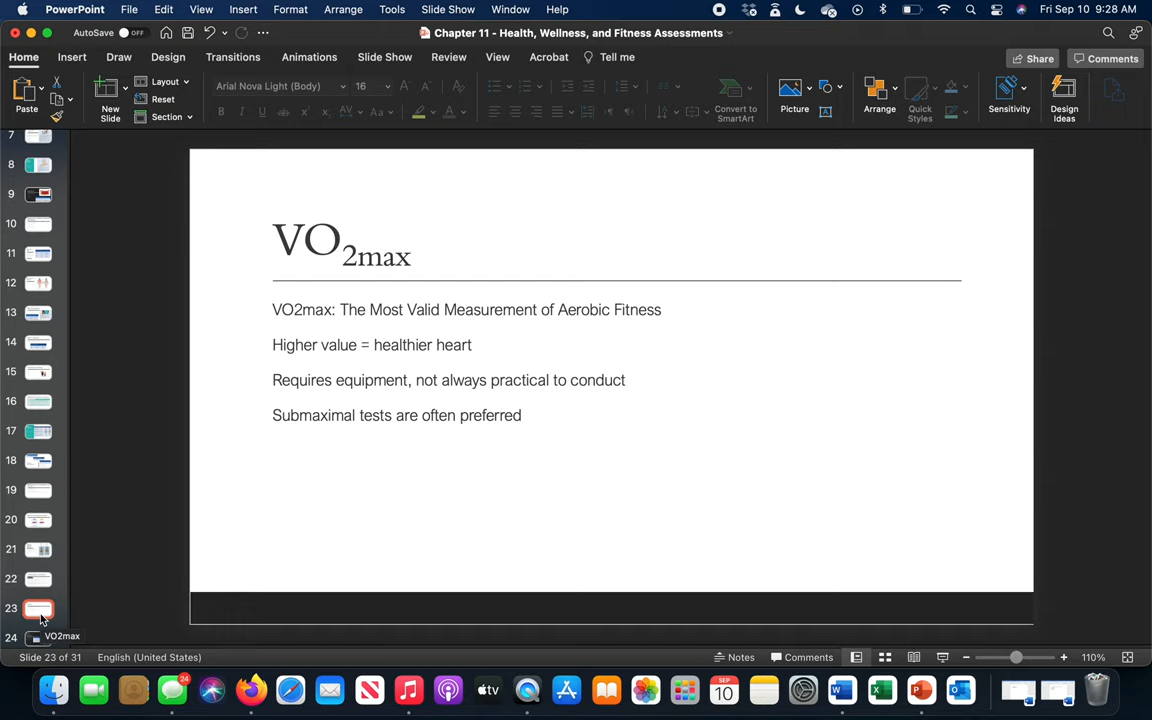 PowerPoint File Edit View Insert Format Arrange Tools Slide Show Window Help Fri Sep 10 9:28 AM
AutoSave OFF Chapter 11 - Health, Wellness, and Fitness Assessments
Home Insert Draw Design Transitions Animations Slide Show Review View Acrobat Tell me Share Comments
Paste New Slide Layout Reset Section Arial Nova Light (Body) 16 Convert to SmartArt Picture Arrange Quick Styles Sensitivity Design Ideas
7
8
9
10
11
12
13
14
15
16
17
18
19
20
21
22
23
24
VO2max
VO2max
VO2max: The Most Valid Measurement of Aerobic Fitness
Higher value = healthier heart
Requires equipment, not always practical to conduct
Submaximal tests are often preferred
Slide 23 of 31 English (United States) Notes Comments 110%
24
tv
SEP
10